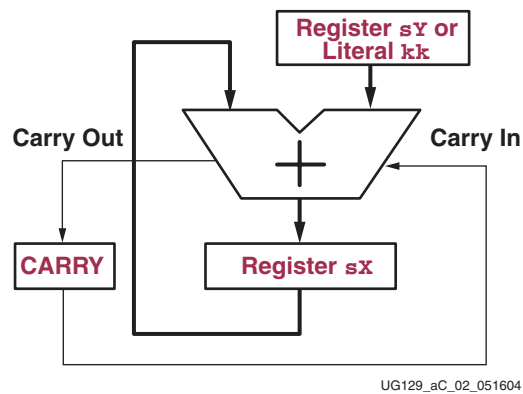 Register sY or
Literal kk
Carry Out
Carry In
+
CARRY
Register sX
UG129_aC_02_051604